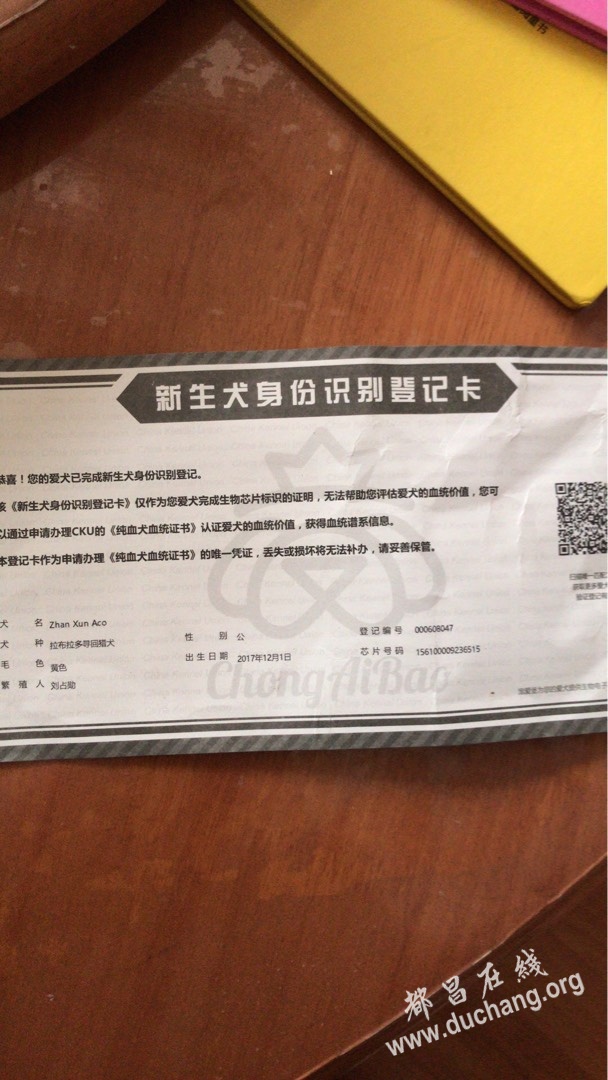 新生犬身份识别登记卡
恭喜！您的爱犬已完成新生犬身份识别登记。
该《新生犬身份识别登记卡》仅作为您爱犬完成生物芯片标识的证明，无法帮助您评估爱犬的血统价值，您可
以通过申请办理CKU的《纯血犬血统证书》认证爱犬的血统价值，获得血统谱系信息。
本登记卡作为申请办理《纯血犬血统证书》的唯一凭证，丢失或损坏将无法补办，请妥善保管。
犬 名 Zhan Xun Aco
犬 种 拉布拉多寻回猎犬 性 别 公 登记编号 000608047
毛 色 黄色 出生日期 2017年12月1日 芯片号码 156100009236515
繁 殖 人 刘占勋
ChongAiBao
都昌在线
www.duchang.org